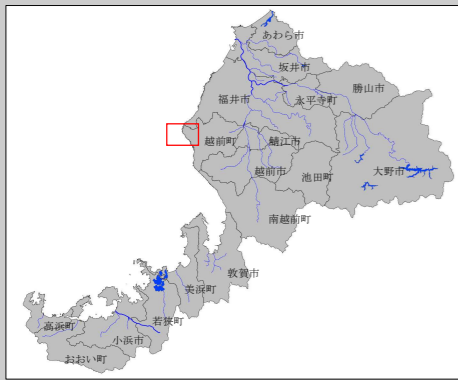 あわら市
坂井市
勝山市
福井市
永平寺町
越前町
鯖江市
越前市
池田町
大野市
南越前町
敦賀市
美浜町
若狭町
高浜町
小浜市
おおい町